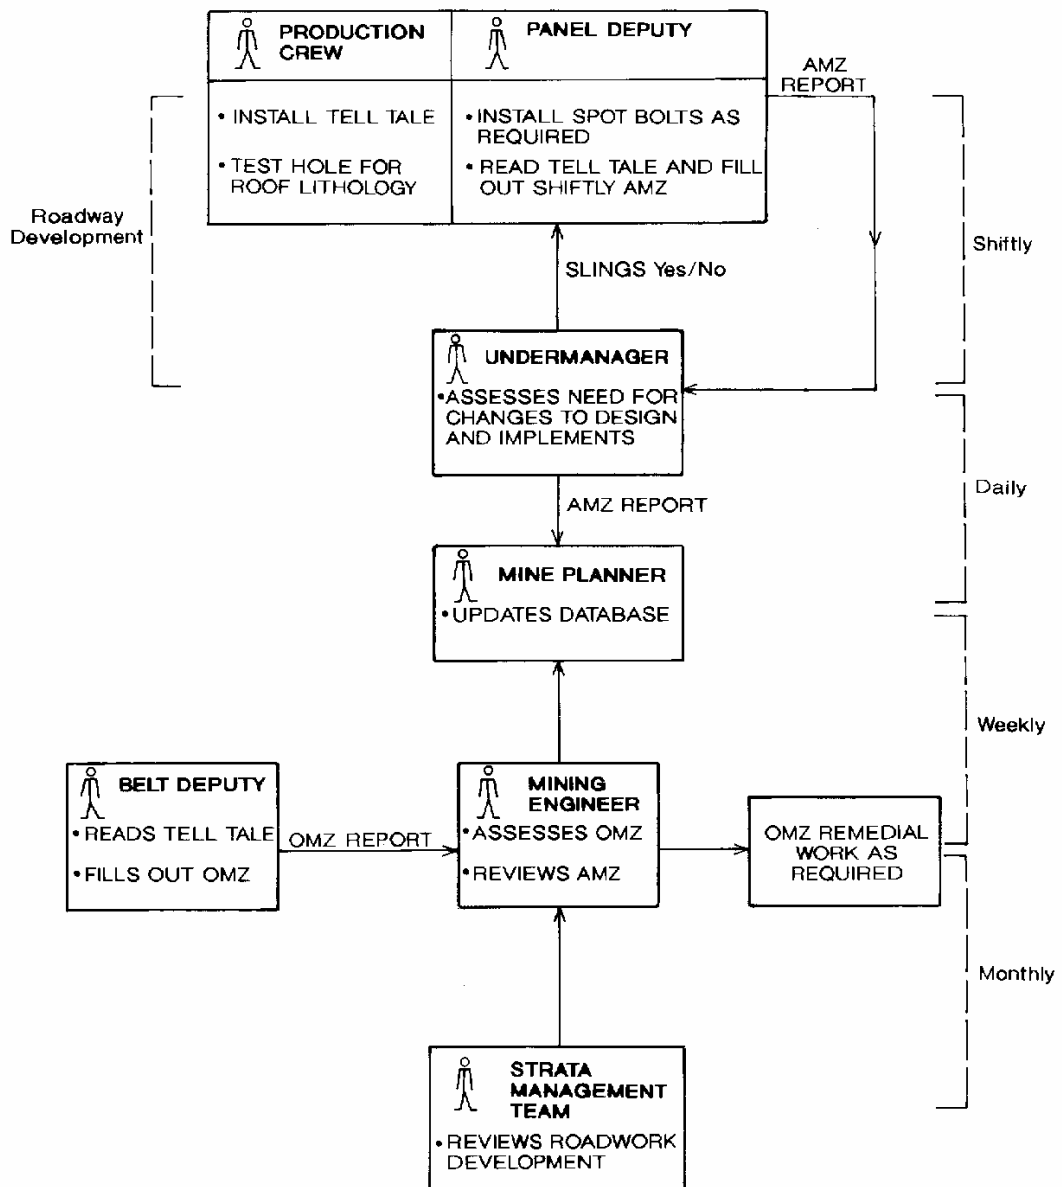 PRODUCTION
CREW
PANEL DEPUTY
AMZ
REPORT
• INSTALL TELL TALE
• TEST HOLE FOR
ROOF LITHOLOGY
• INSTALL SPOT BOLTS AS
REQUIRED
• READ TELL TALE AND FILL
OUT SHIFTLY AMZ
Roadway
Development
Shiftly
SLINGS Yes/No
UNDERMANAGER
• ASSESSES NEED FOR
CHANGES TO DESIGN
AND IMPLEMENTS
Daily
AMZ REPORT
MINE PLANNER
• UPDATES DATABASE
Weekly
BELT DEPUTY
• READS TELL TALE
• FILLS OUT OMZ
OMZ REPORT
MINING
ENGINEER
• ASSESSES OMZ
• REVIEWS AMZ
OMZ REMEDIAL
WORK AS
REQUIRED
Monthly
STRATA
MANAGEMENT
TEAM
• REVIEWS ROADWORK
DEVELOPMENT